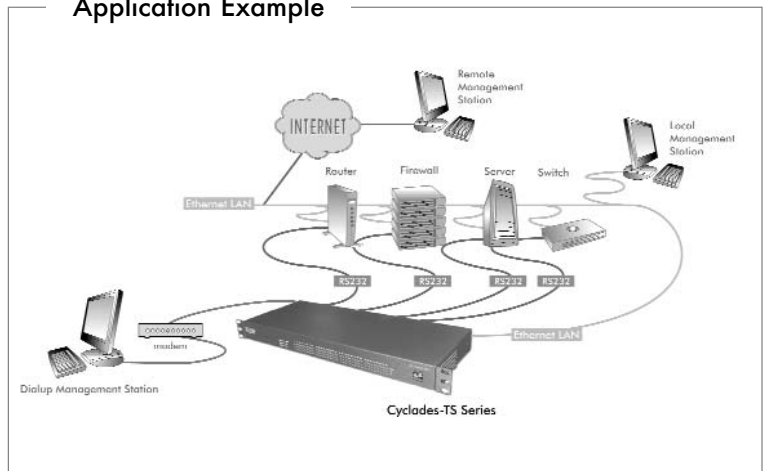 Application Example
Remote
Management
Station
INTERNET
Local
Management
Station
Router
Firewall
Server
Switch
Ethernet LAN
RS232
RS232
RS232
RS232
modem
Ethernet LAN
Dialup Management Station
Cyclades-TS Series